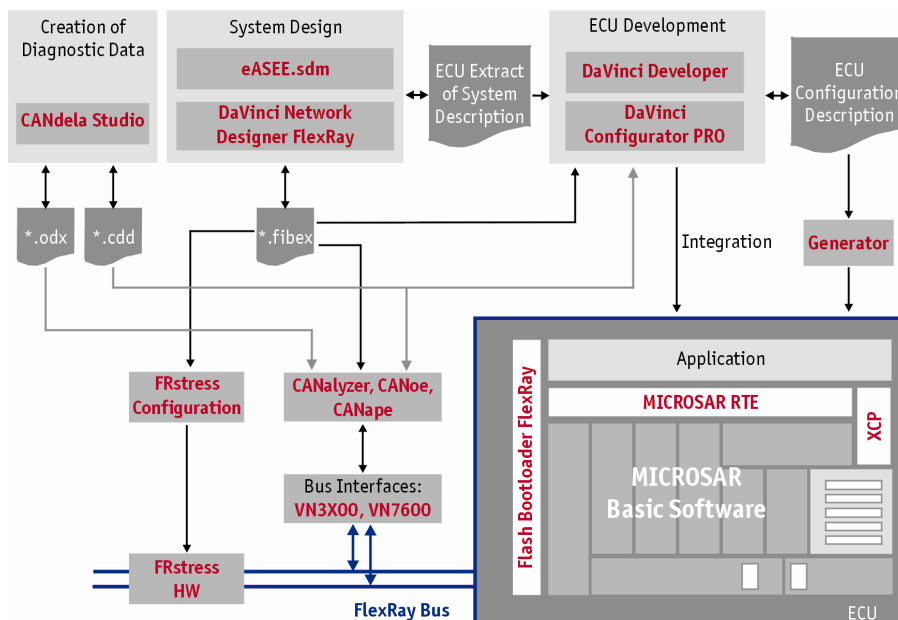 Creation of
Diagnostic Data
CANdela Studio
System Design
eASEE.sdm
DaVinci Network
Designer FlexRay
ECU Extract
of System
Description
ECU Development
DaVinci Developer
DaVinci
Configurator PRO
ECU
Configuration
Description
*.odx
*.cdd
*.fibex
Integration
Generator
FRstress
Configuration
CANalyzer, CANoe,
CANape
Bus Interfaces:
VN3X00, VN7600
FRstress
HW
FlexRay Bus
Flash Bootloader FlexRay
Application
MICROSAR RTE
XCP
MICROSAR
Basic Software
ECU